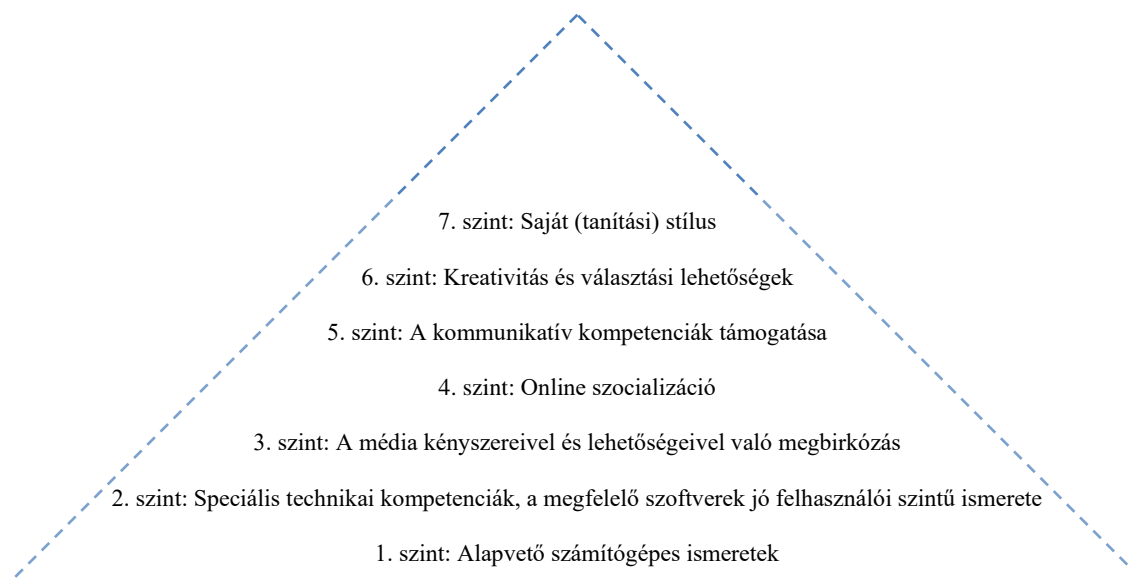 7. szint: Saját (tanítási) stílus
6. szint: Kreativitás és választási lehetőségek
5. szint: A kommunikatív kompetenciák támogatása
4. szint: Online szocializáció
3. szint: A média kényszereivel és lehetőségeivel való megbirkózás
2. szint: Speciális technikai kompetenciák, a megfelelő szoftverek jó felhasználói szintű ismerete
1. szint: Alapvető számítógépes ismeretek